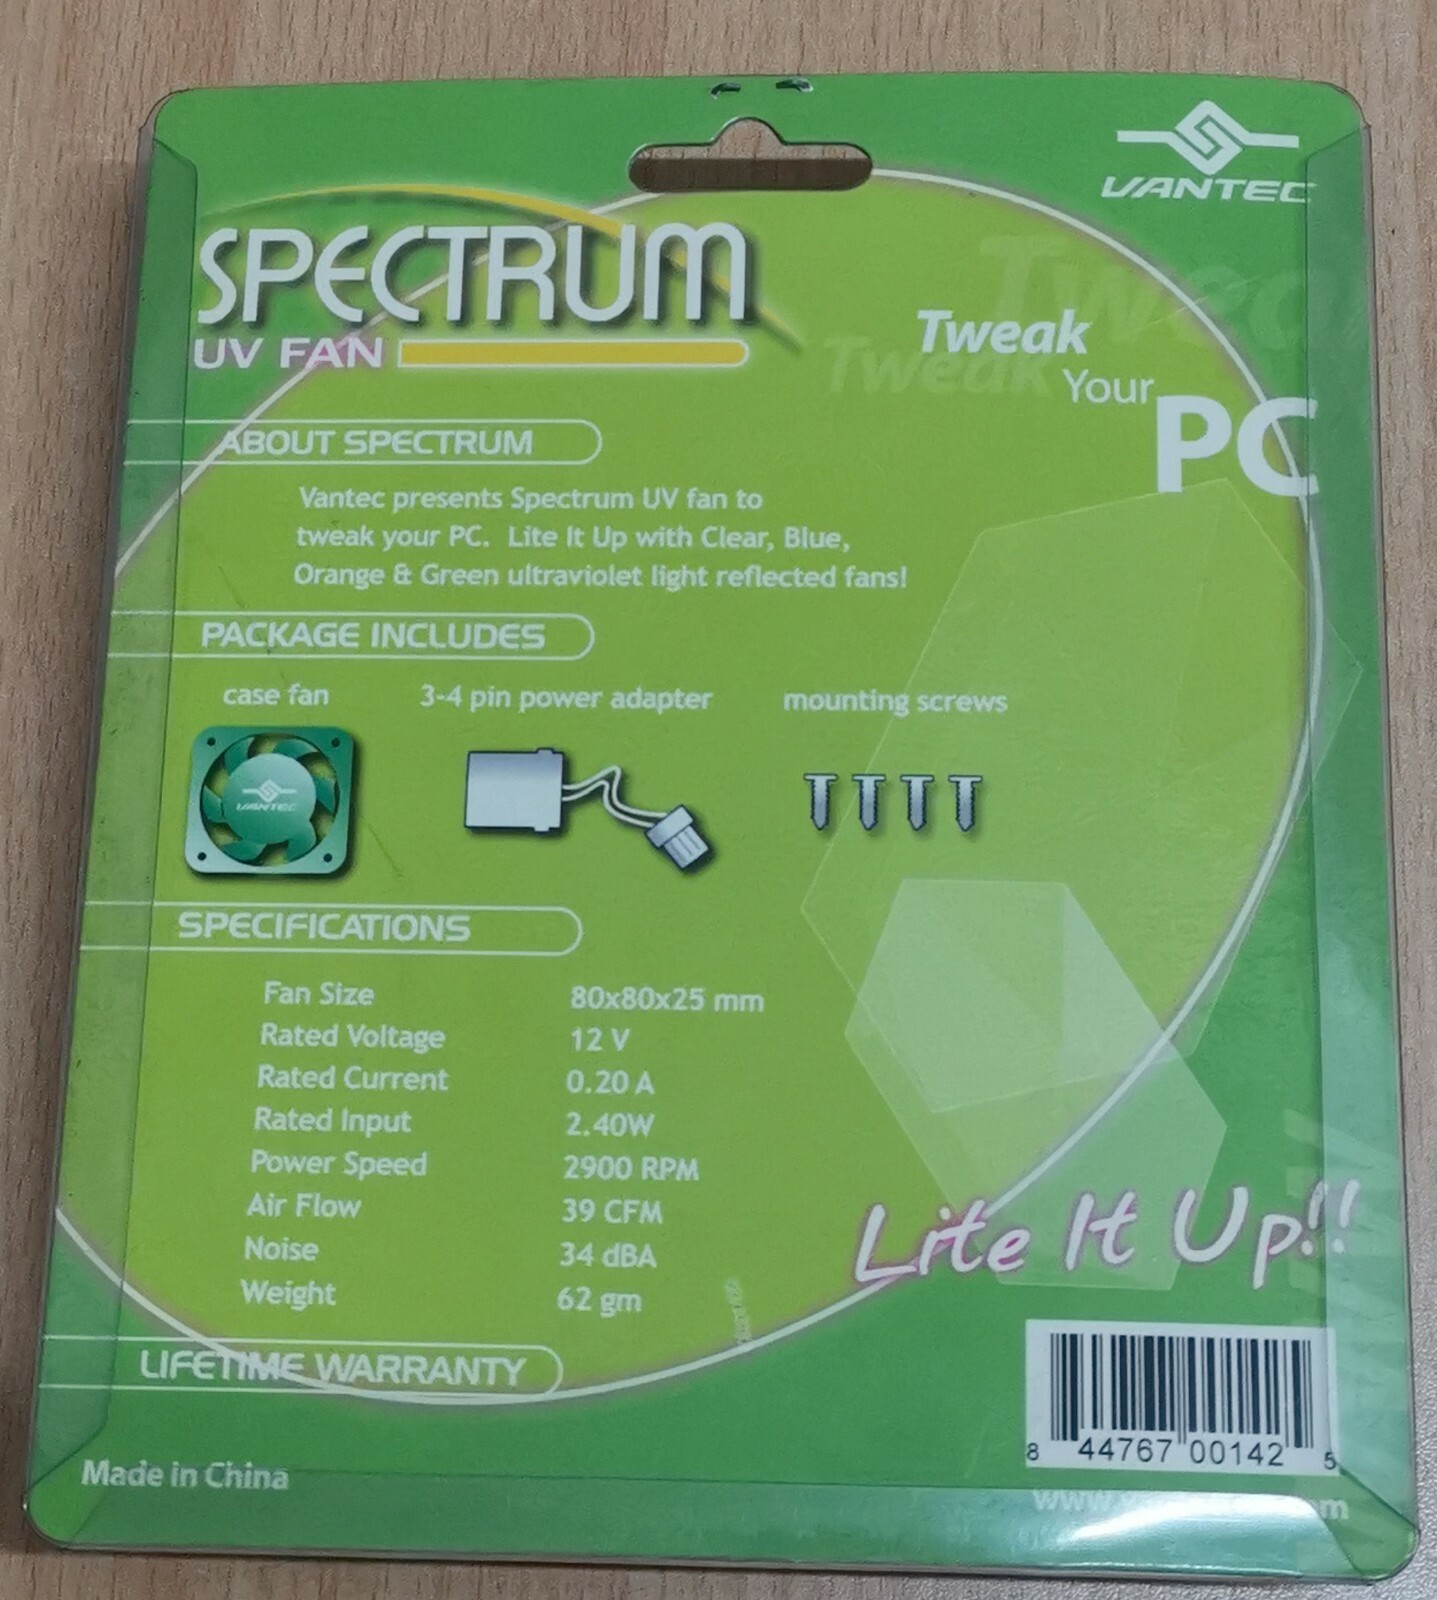 VANTEC
SPECTRUM
UV FAN
Tweak
Tweak
Tweak
Your
PC
ABOUT SPECTRUM
Vantec presents Spectrum UV fan to
tweak your PC. Lite It Up with Clear, Blue,
Orange & Green ultraviolet light reflected fans!
PACKAGE INCLUDES
case fan 3-4 pin power adapter mounting screws
VANTEC
SPECIFICATIONS
Fan Size 80x80x25 mm
Rated Voltage 12 V
Rated Current 0.20 A
Rated Input 2.40W
Power Speed 2900 RPM
Air Flow 39 CFM
Noise 34 dBA
Weight 62 gm
Lite It Up!!
LIFETIME WARRANTY
8 44767 00142 5
Made in China